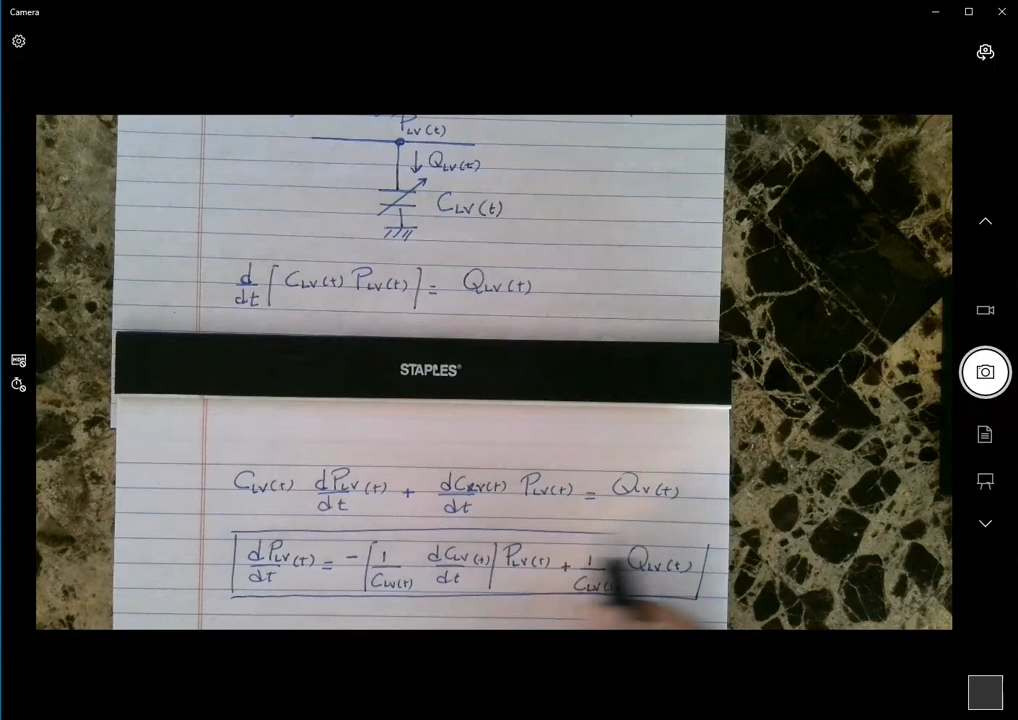 Camera
P_LV(t)
↓ Q_LV(t)
C_LV(t)
d/dt [C_LV(t) P_LV(t)] = Q_LV(t)
STAPLES®
C_LV(t) dP_LV(t)/dt + dC_LV(t)/dt P_LV(t) = Q_LV(t)
dP_LV(t)/dt = -[1/C_LV(t) dC_LV(t)/dt] P_LV(t) + 1/C_LV(t) Q_LV(t)